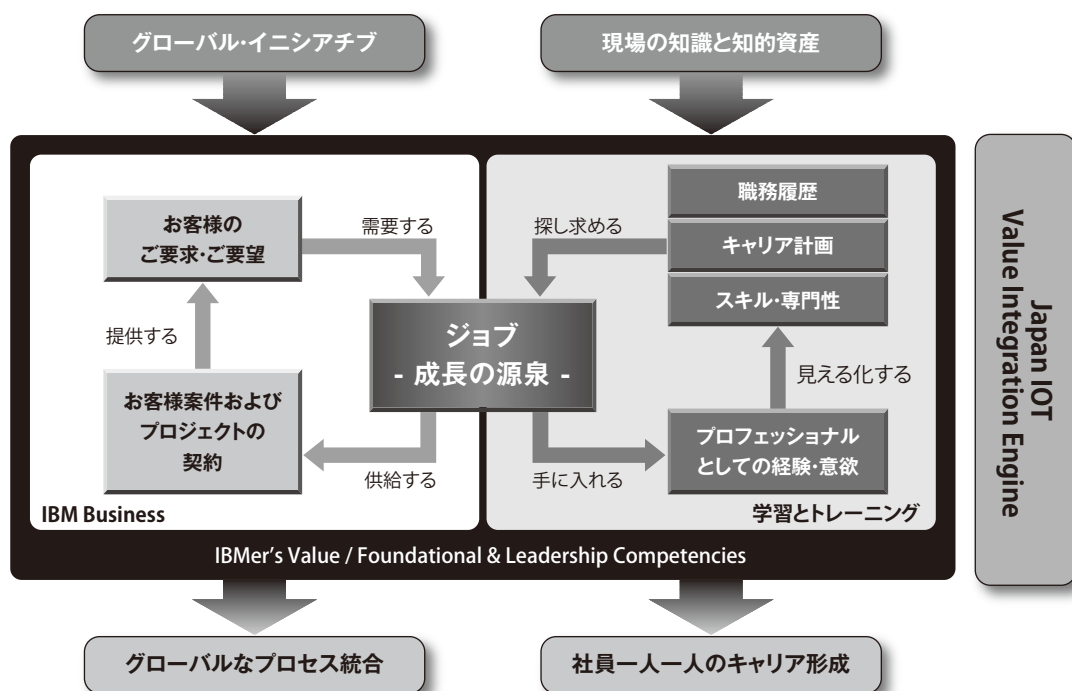 グローバル・イニシアチブ
現場の知識と知的資産
お客様の
ご要求・ご要望
需要する
探し求める
職務履歴
キャリア計画
スキル・専門性
提供する
ジョブ
- 成長の源泉 -
見える化する
お客様案件および
プロジェクトの
契約
供給する
手に入れる
プロフェッショナル
としての経験・意欲
IBM Business
学習とトレーニング
IBMer’s Value / Foundational & Leadership Competencies
Japan IOT
Value Integration Engine
グローバルなプロセス統合
社員一人一人のキャリア形成